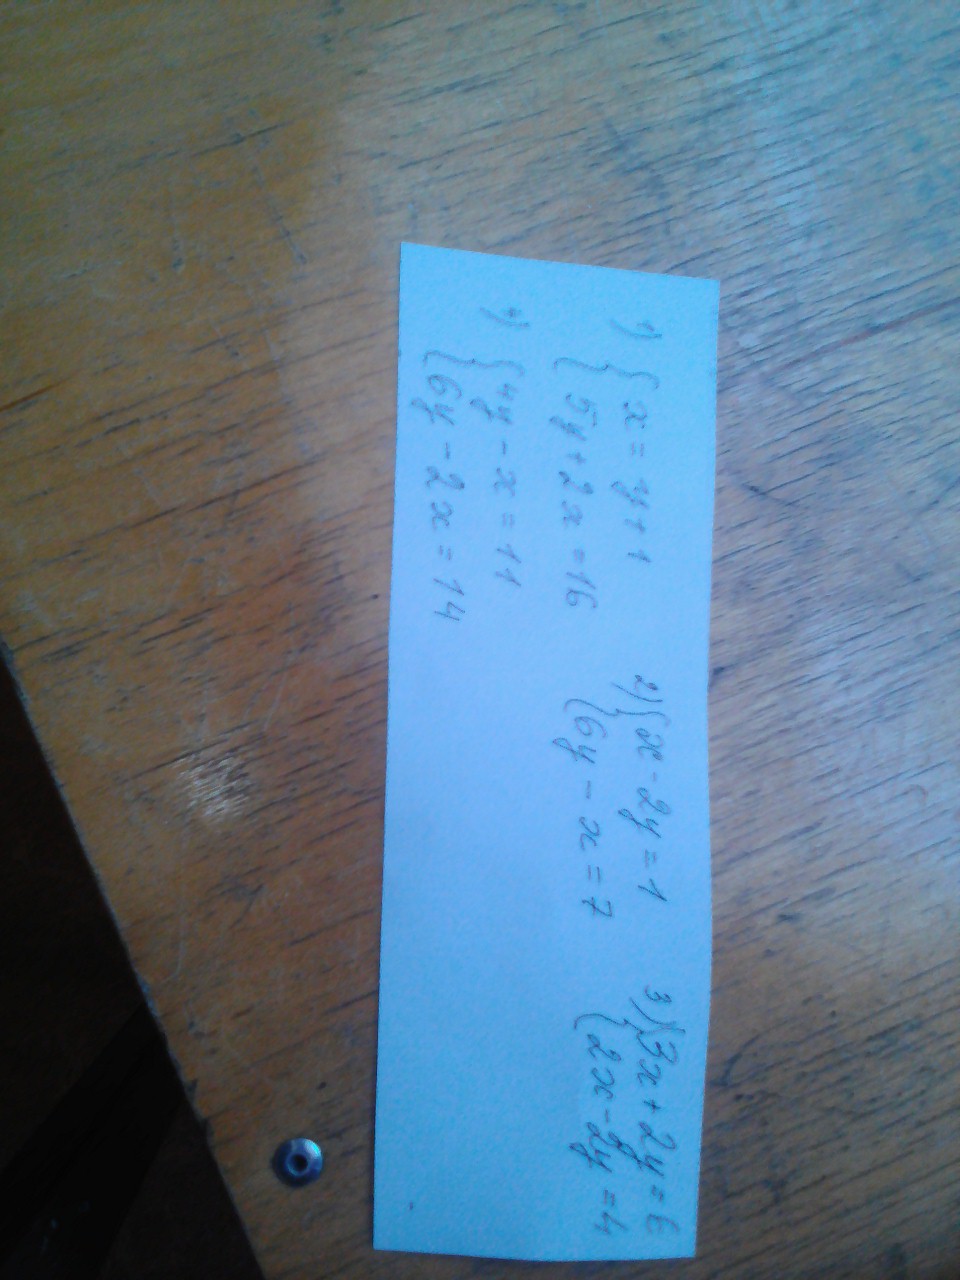 1) { x = y + 1 2) { x - 2y = 1 3) { 3x + 2y = 6
{ 5y + 2x = 16 { 6y - x = 7 { 2x - 2y = 4
4) { 4y - x = 11
{ 6y - 2x = 14